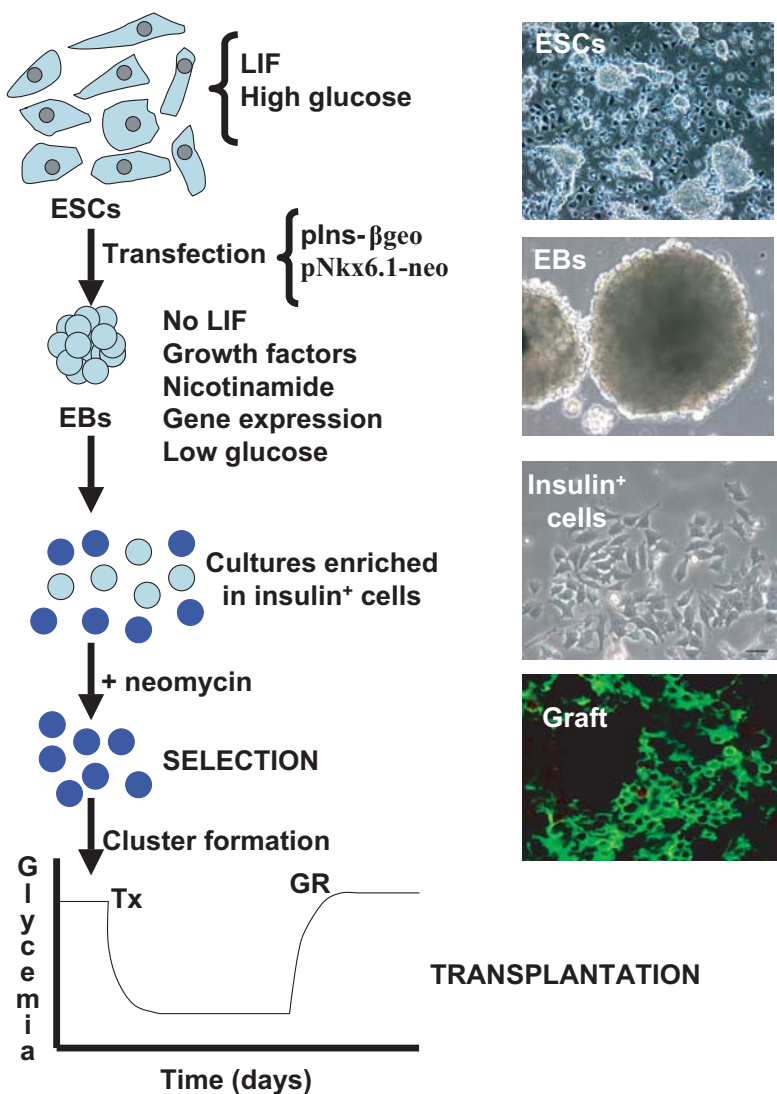 LIF
High glucose
ESCs
Transfection
pIns-βgeo
pNkx6.1-neo
No LIF
Growth factors
Nicotinamide
Gene expression
Low glucose
EBs
Cultures enriched
in insulin⁺ cells
+ neomycin
SELECTION
Cluster formation
Glycemia
Tx
GR
TRANSPLANTATION
Time (days)
ESCs
EBs
Insulin⁺
cells
Graft